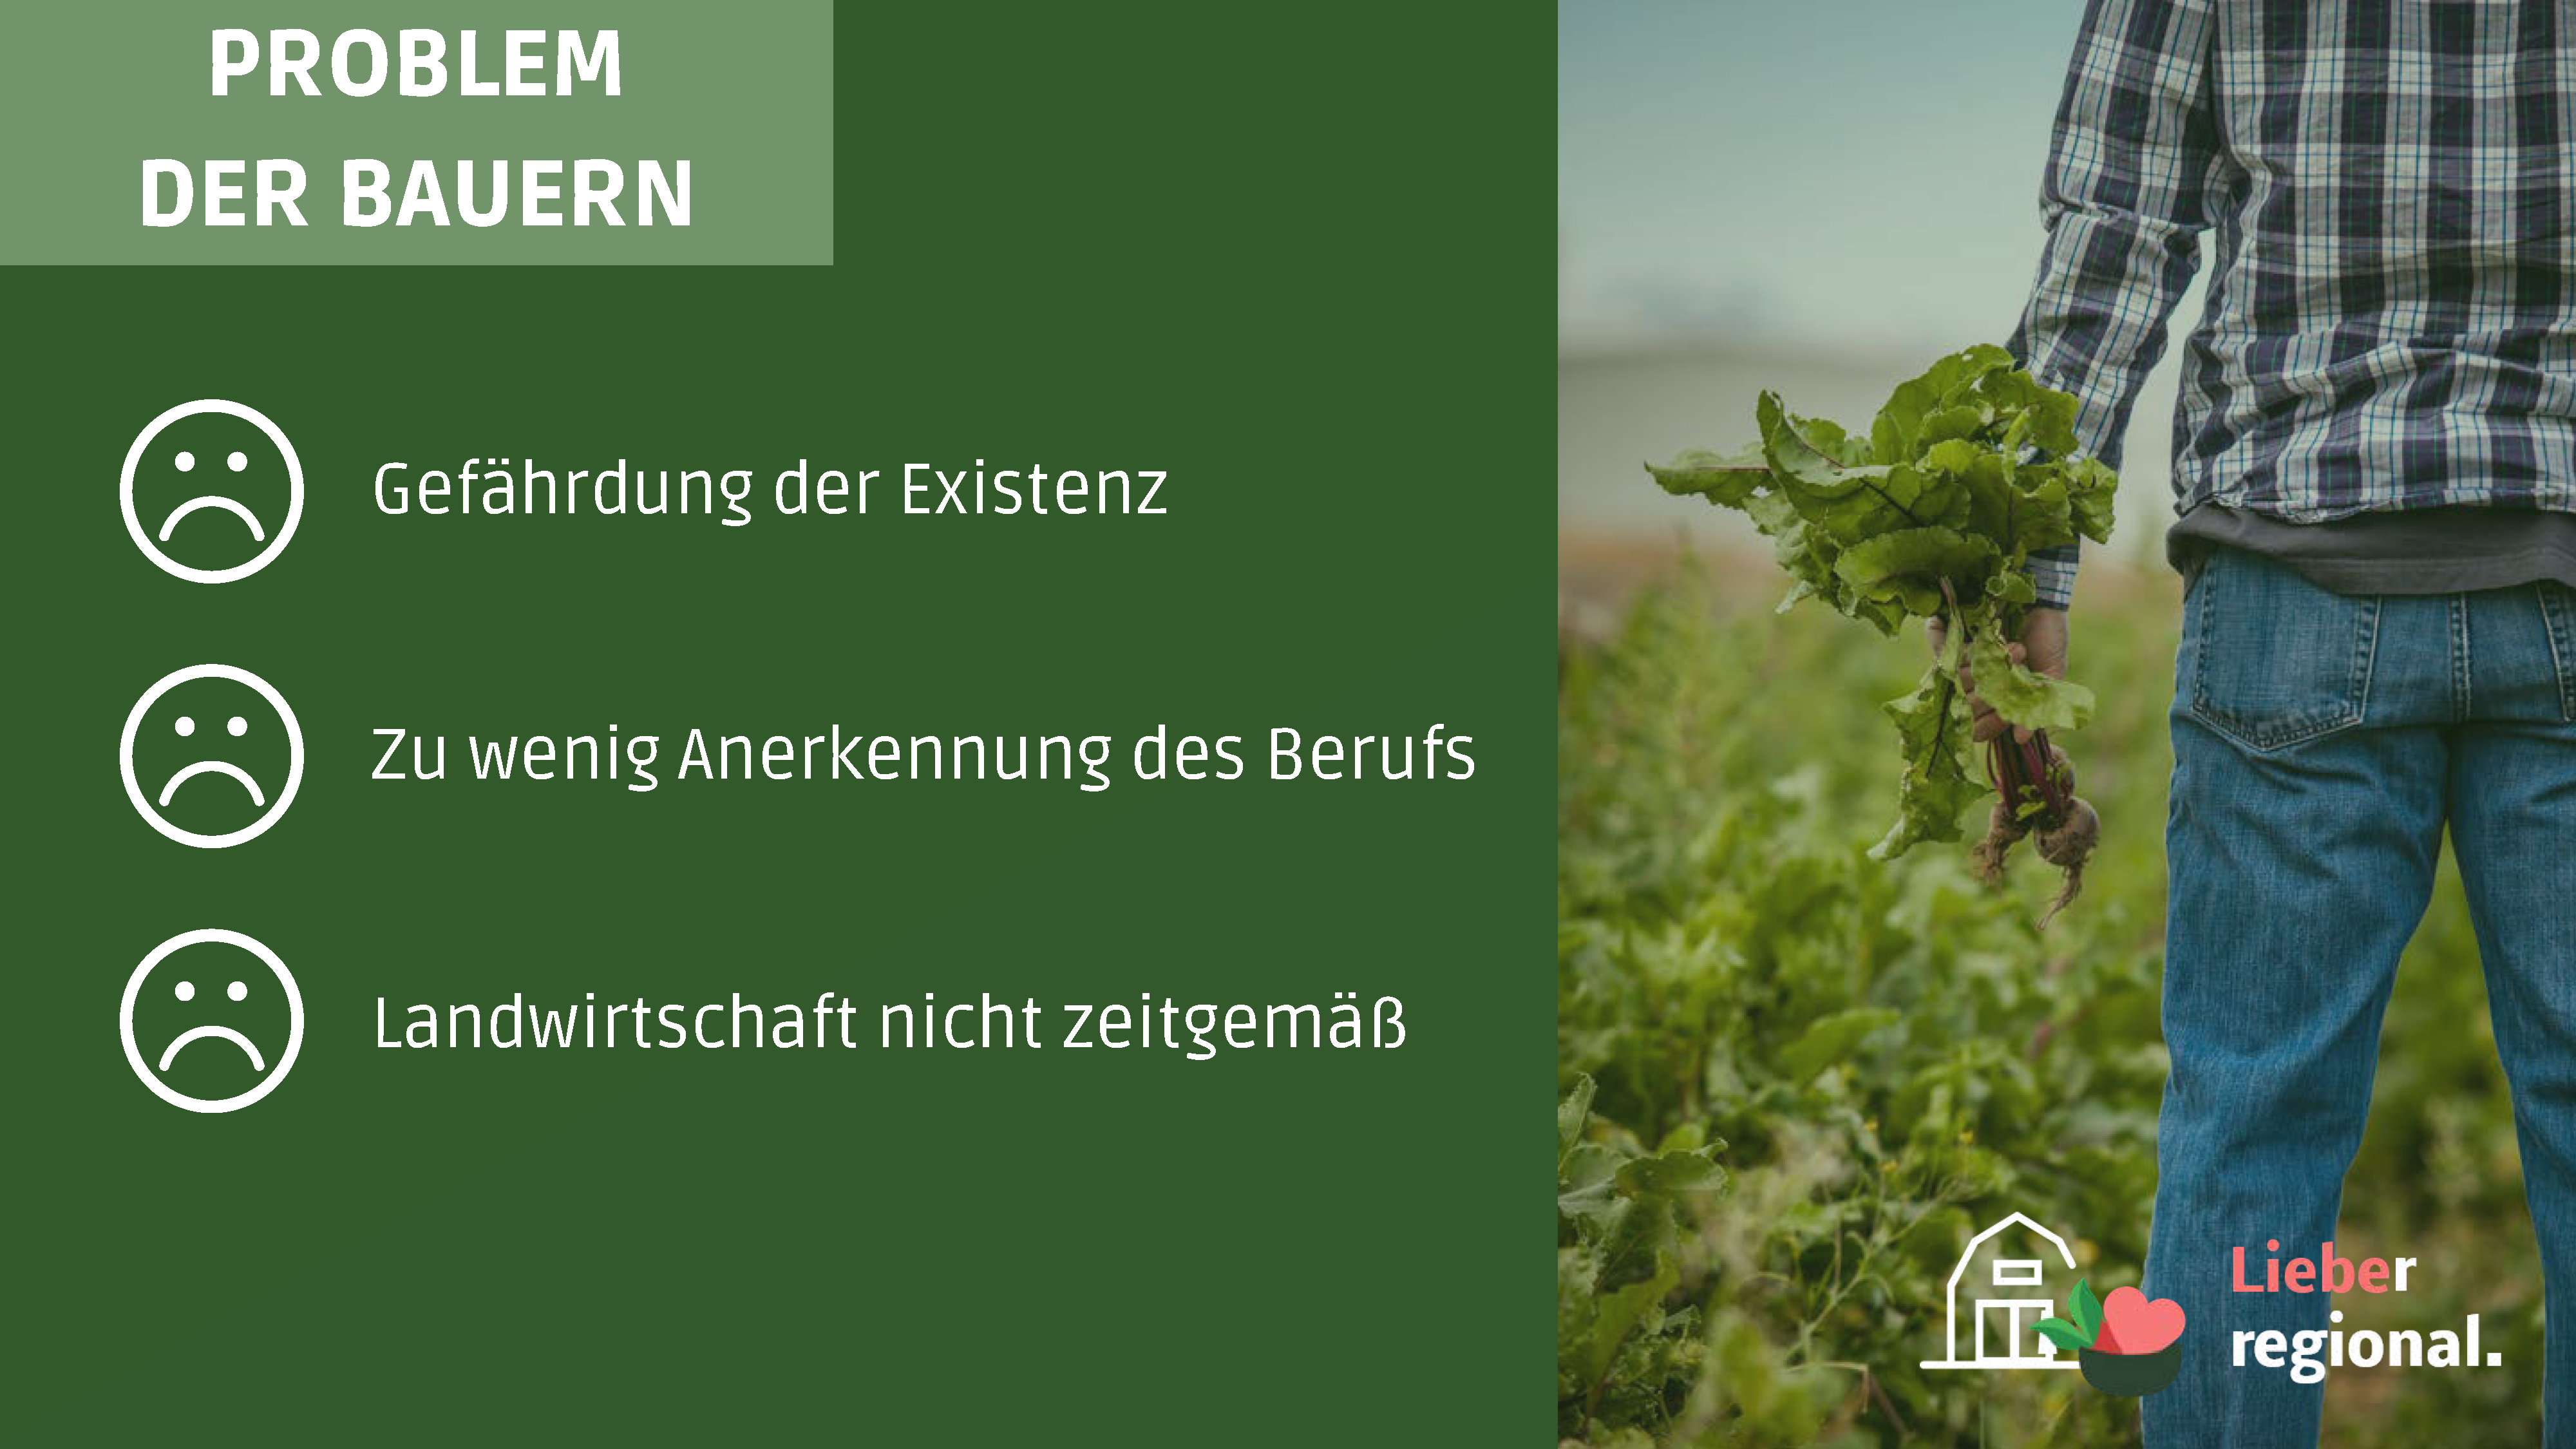 PROBLEM
DER BAUERN
Gefährdung der Existenz
Zu wenig Anerkennung des Berufs
Landwirtschaft nicht zeitgemäß
Lieber
regional.